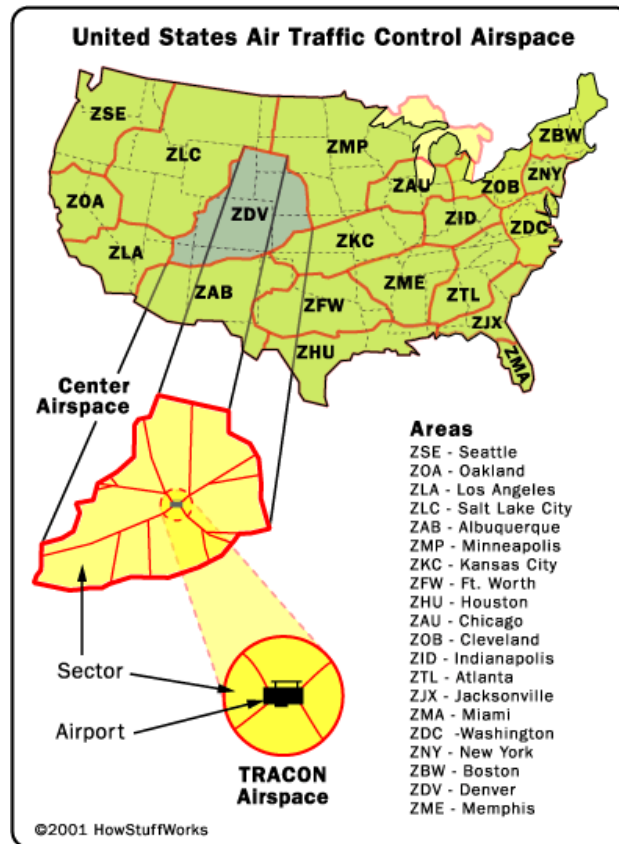 United States Air Traffic Control Airspace
ZSE
ZLC
ZMP
ZBW
ZAU
ZNY
ZOB
ZOA
ZDV
ZID
ZDC
ZLA
ZKC
ZAB
ZME
ZTL
ZFW
ZJX
ZHU
ZMA
Center
Airspace
Areas
ZSE - Seattle
ZOA - Oakland
ZLA - Los Angeles
ZLC - Salt Lake City
ZAB - Albuquerque
ZMP - Minneapolis
ZKC - Kansas City
ZFW - Ft. Worth
ZHU - Houston
ZAU - Chicago
ZOB - Cleveland
ZID - Indianapolis
ZTL - Atlanta
ZJX - Jacksonville
ZMA - Miami
ZDC -Washington
ZNY - New York
ZBW - Boston
ZDV - Denver
ZME - Memphis
Sector
Airport
TRACON
Airspace
©2001 HowStuffWorks